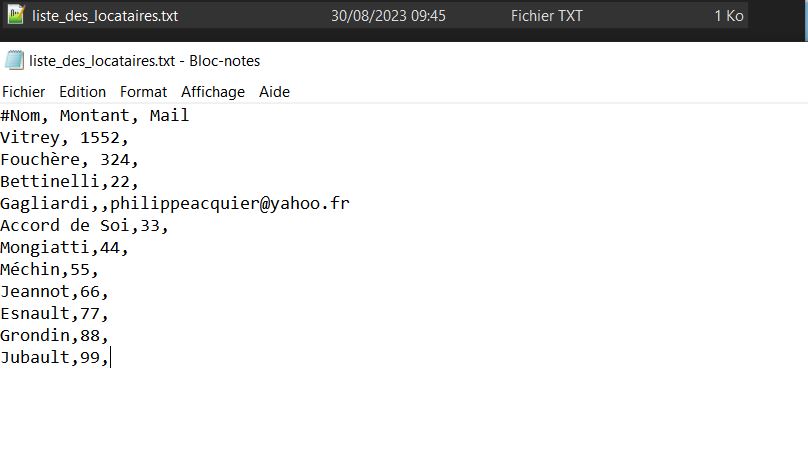 liste_des_locataires.txt 30/08/2023 09:45 Fichier TXT 1 Ko
liste_des_locataires.txt - Bloc-notes
Fichier Edition Format Affichage Aide
#Nom, Montant, Mail
Vitrey, 1552,
Fouchère, 324,
Bettinelli,22,
Gagliardi,,philippeacquier@yahoo.fr
Accord de Soi,33,
Mongiatti,44,
Méchin,55,
Jeannot,66,
Esnault,77,
Grondin,88,
Jubault,99,